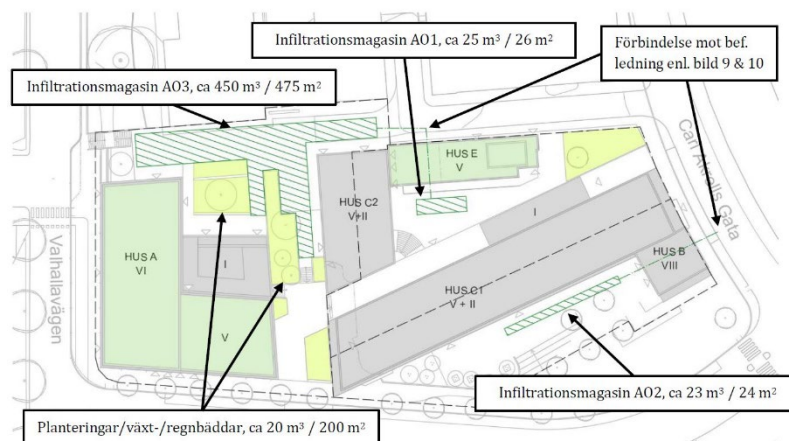 Infiltrationsmagasin AO1, ca 25 m³ / 26 m²
Förbindelse mot bef.
ledning enl. bild 9 & 10
Infiltrationsmagasin AO3, ca 450 m³ / 475 m²
HUS E
V
HUS C2
V+II
HUS A
VI
I
I
HUS B
VIII
HUS C1
V + II
V
Valhallavägen
Carl Akrells Gata
Infiltrationsmagasin AO2, ca 23 m³ / 24 m²
Planteringar/växt-/regnbäddar, ca 20 m³ / 200 m²